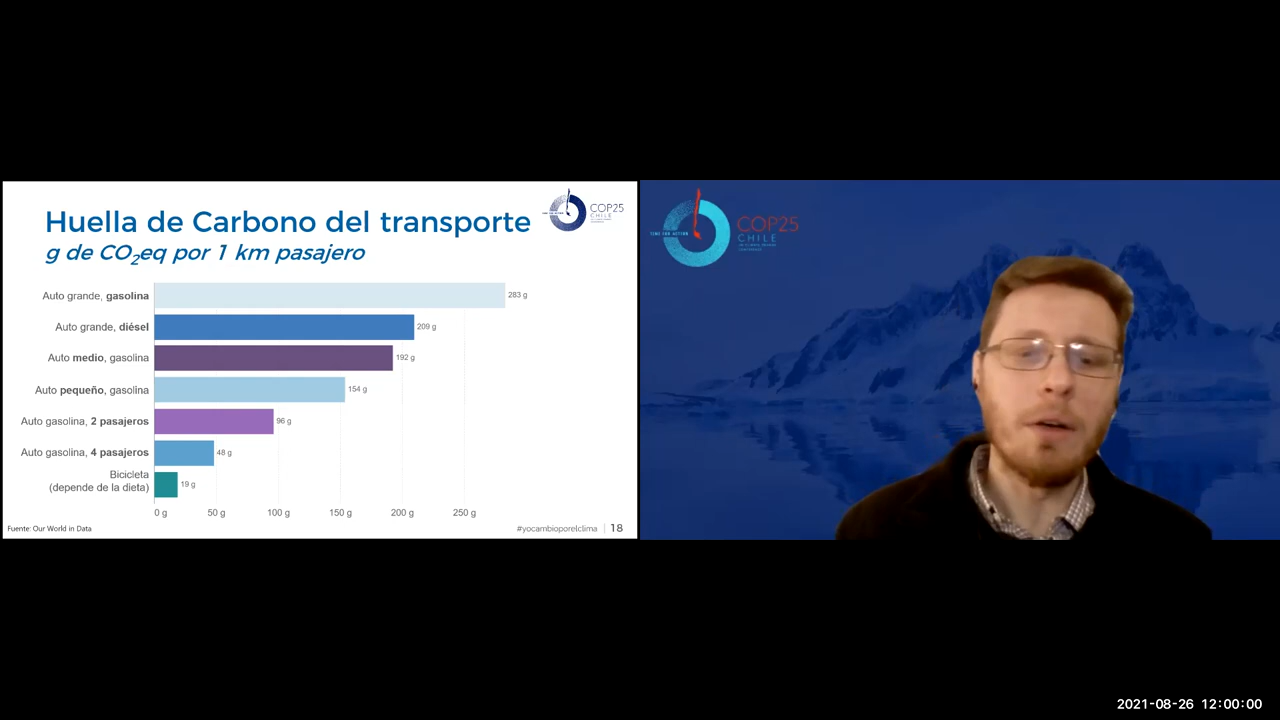 Huella de Carbono del transporte
g de CO2eq por 1 km pasajero
COP25
CHILE
Auto grande, gasolina
283 g
Auto grande, diésel
209 g
Auto medio, gasolina
192 g
Auto pequeño, gasolina
154 g
Auto gasolina, 2 pasajeros
96 g
Auto gasolina, 4 pasajeros
48 g
Bicicleta
(depende de la dieta)
19 g
0 g 50 g 100 g 150 g 200 g 250 g
Fuente: Our World in Data
#yocambioporelclima | 18
TIME FOR ACTION
COP25
CHILE
2021-08-26 12:00:00